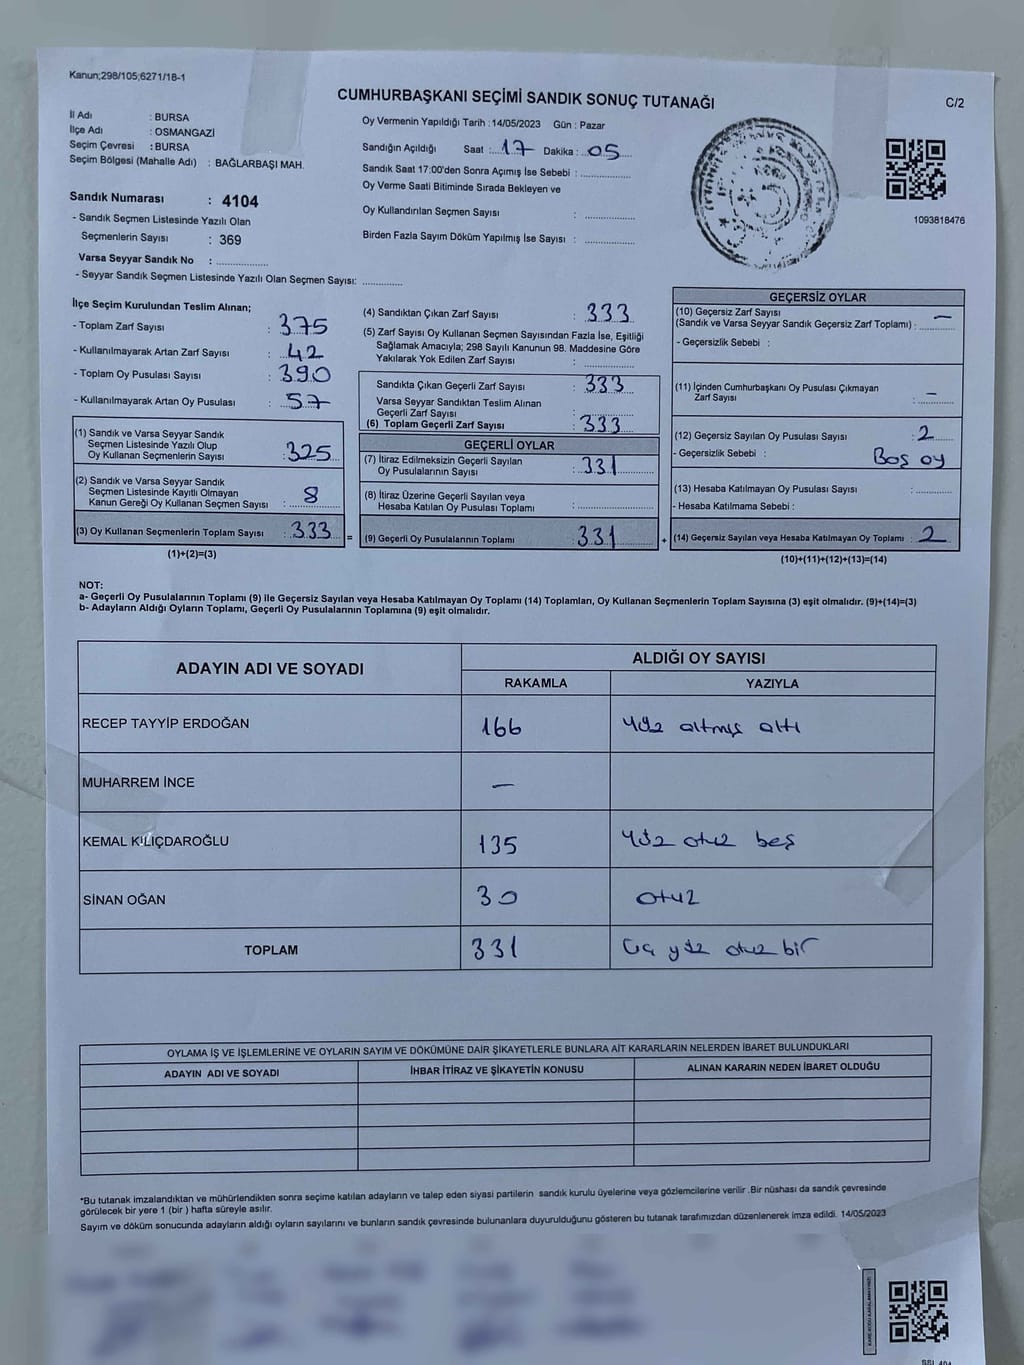 Kanun;298/105;6271/18-1
CUMHURBAŞKANI SEÇİMİ SANDIK SONUÇ TUTANAĞI
C/2
İl Adı : BURSA
İlçe Adı : OSMANGAZİ
Seçim Çevresi : BURSA
Seçim Bölgesi (Mahalle Adı) : BAĞLARBAŞI MAH.
Sandık Numarası : 4104
- Sandık Seçmen Listesinde Yazılı Olan
Seçmenlerin Sayısı : 369
Varsa Seyyar Sandık No : ...............
- Seyyar Sandık Seçmen Listesinde Yazılı Olan Seçmen Sayısı: ............
Oy Vermenin Yapıldığı Tarih : 14/05/2023 Gün : Pazar
Sandığın Açıldığı Saat : 17 Dakika : 05
Sandık Saat 17:00'den Sonra Açımış İse Sebebi : ...............
Oy Verme Saati Bitiminde Sırada Bekleyen ve
Oy Kullandırılan Seçmen Sayısı : ...............
Birden Fazla Sayım Döküm Yapılmış İse Sayısı : ...............
1093818476
İlçe Seçim Kurulundan Teslim Alınan;
- Toplam Zarf Sayısı : 375
- Kullanılmayarak Artan Zarf Sayısı : 42
- Toplam Oy Pusulası Sayısı : 390
- Kullanılmayarak Artan Oy Pusulası : 57
(1) Sandık ve Varsa Seyyar Sandık
Seçmen Listesinde Yazılı Olup
Oy Kullanan Seçmenlerin Sayısı : 325
(2) Sandık ve Varsa Seyyar Sandık
Seçmen Listesinde Kayıtlı Olmayan
Kanun Gereği Oy Kullanan Seçmen Sayısı : 8
(3) Oy Kullanan Seçmenlerin Toplam Sayısı : 333 =
(1)+(2)=(3)
(4) Sandıktan Çıkan Zarf Sayısı : 333
(5) Zarf Sayısı Oy Kullanan Seçmen Sayısından Fazla İse, Eşitliği
Sağlamak Amacıyla; 298 Sayılı Kanunun 98. Maddesine Göre
Yakılarak Yok Edilen Zarf Sayısı : ...............
Sandıkta Çıkan Geçerli Zarf Sayısı : 333
Varsa Seyyar Sandıktan Teslim Alınan
Geçerli Zarf Sayısı : ...............
(6) Toplam Geçerli Zarf Sayısı : 333
GEÇERLİ OYLAR
(7) İtiraz Edilmeksizin Geçerli Sayılan
Oy Pusulalarının Sayısı : 331
(8) İtiraz Üzerine Geçerli Sayılan veya
Hesaba Katılan Oy Pusulası Toplamı : ...............
(9) Geçerli Oy Pusulalarının Toplamı : 331 +
GEÇERSİZ OYLAR
(10) Geçersiz Zarf Sayısı
(Sandık ve Varsa Seyyar Sandık Geçersiz Zarf Toplamı) : —
- Geçersizlik Sebebi :
(11) İçinden Cumhurbaşkanı Oy Pusulası Çıkmayan
Zarf Sayısı : —
(12) Geçersiz Sayılan Oy Pusulası Sayısı : 2
- Geçersizlik Sebebi : Boş oy
(13) Hesaba Katılmayan Oy Pusulası Sayısı : ............
- Hesaba Katılmama Sebebi :
(14) Geçersiz Sayılan veya Hesaba Katılmayan Oy Toplamı : 2
(10)+(11)+(12)+(13)=(14)
NOT:
a- Geçerli Oy Pusulalarının Toplamı (9) ile Geçersiz Sayılan veya Hesaba Katılmayan Oy Toplamı (14) Toplamları, Oy Kullanan Seçmenlerin Toplam Sayısına (3) eşit olmalıdır. (9)+(14)=(3)
b- Adayların Aldığı Oyların Toplamı, Geçerli Oy Pusulalarının Toplamına (9) eşit olmalıdır.
ADAYIN ADI VE SOYADI
ALDIĞI OY SAYISI
RAKAMLA YAZIYLA
RECEP TAYYİP ERDOĞAN 166 yüz altmış altı
MUHARREM İNCE —
KEMAL KILIÇDAROĞLU 135 yüz otuz beş
SİNAN OĞAN 30 otuz
TOPLAM 331 üç yüz otuz bir
OYLAMA İŞ VE İŞLEMLERİNE VE OYLARIN SAYIM VE DÖKÜMÜNE DAİR ŞİKAYETLERLE BUNLARA AİT KARARLARIN NELERDEN İBARET BULUNDUKLARI
ADAYIN ADI VE SOYADI İHBAR İTİRAZ VE ŞİKAYETİN KONUSU ALINAN KARARIN NEDEN İBARET OLDUĞU
*Bu tutanak imzalandıktan ve mühürlendikten sonra seçime katılan adayların ve talep eden siyasi partilerin sandık kurulu üyelerine veya gözlemcilerine verilir .Bir nüshası da sandık çevresinde
görülecek bir yere 1 (bir ) hafta süreyle asılır.
Sayım ve döküm sonucunda adayların aldığı oyların sayılarını ve bunların sandık çevresinde bulunanlara duyurulduğunu gösteren bu tutanak tarafımızdan düzenlenerek imza edildi. 14/05/2023